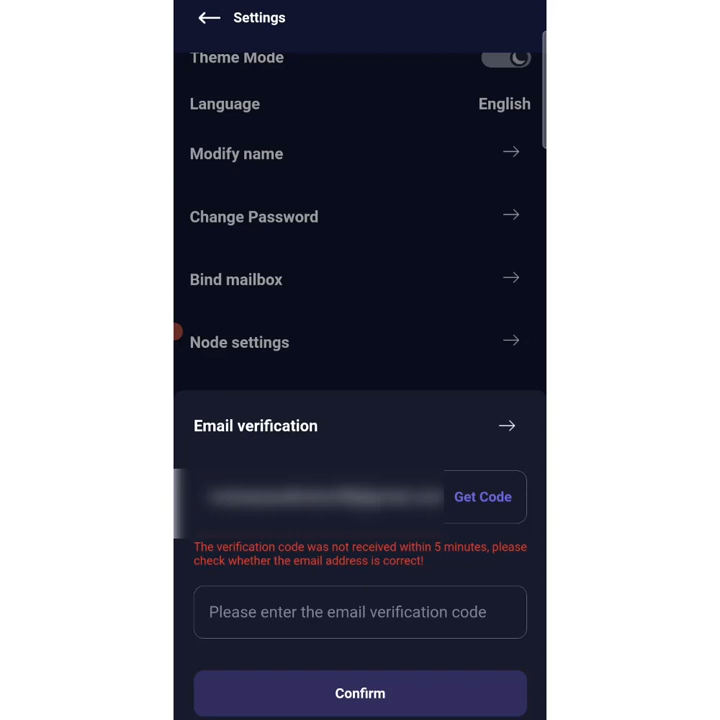 Settings
Theme Mode
Language English
Modify name
Change Password
Bind mailbox
Node settings
Email verification
Get Code
The verification code was not received within 5 minutes, please
check whether the email address is correct!
Please enter the email verification code
Confirm